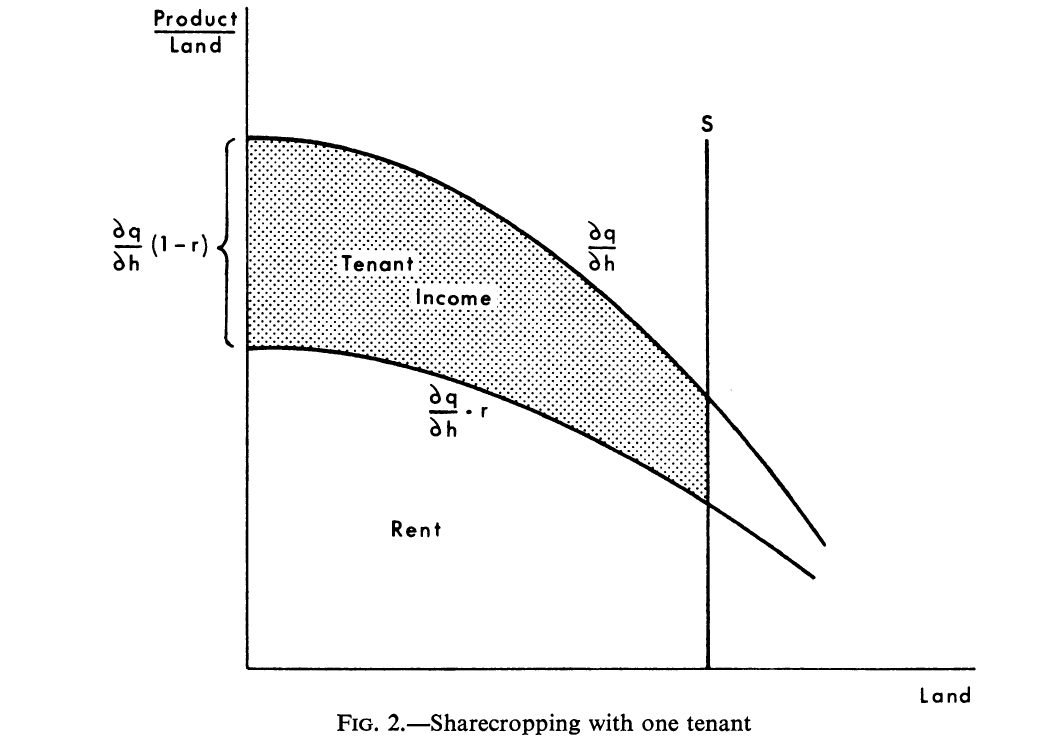 Product
Land
S
∂q
∂h
∂q (1-r)
∂h
Tenant
Income
∂q · r
∂h
Rent
Land
FIG. 2.—Sharecropping with one tenant